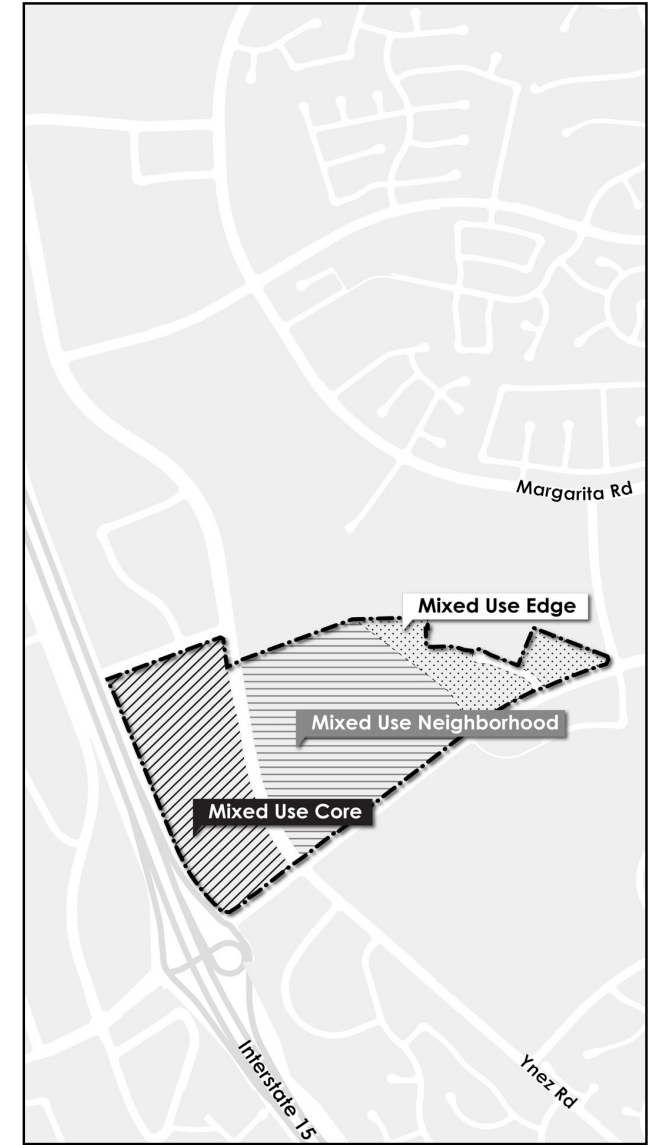 Margarita Rd
Mixed Use Edge
Mixed Use Neighborhood
Mixed Use Core
Interstate 15
Ynez Rd